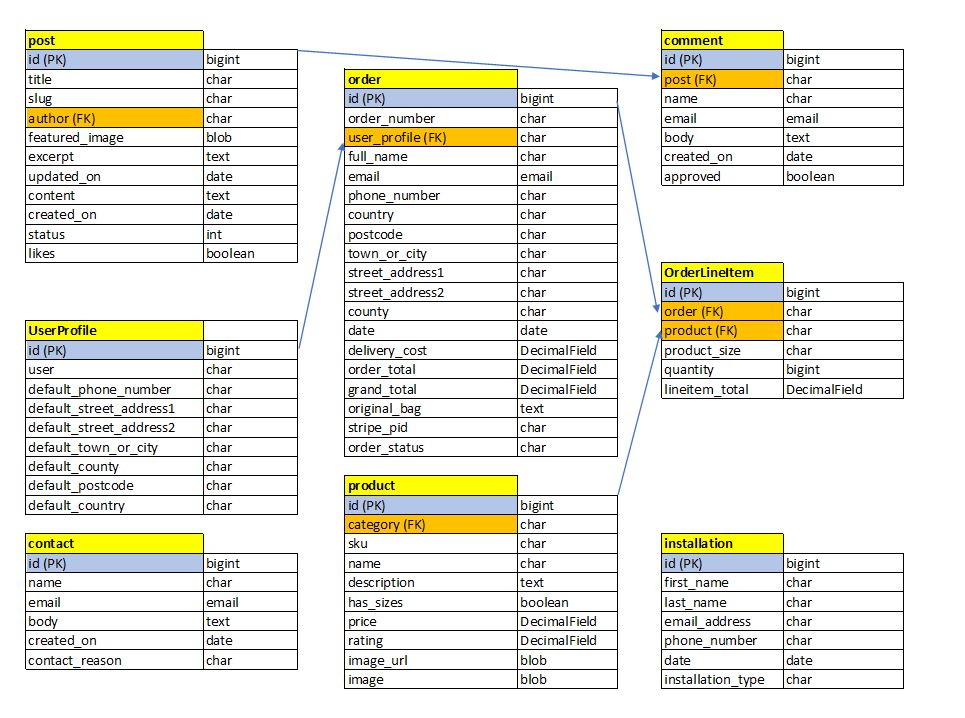 post
id (PK) bigint
title char
slug char
author (FK) char
featured_image blob
excerpt text
updated_on date
content text
created_on date
status int
likes boolean
UserProfile
id (PK) bigint
user char
default_phone_number char
default_street_address1 char
default_street_address2 char
default_town_or_city char
default_county char
default_postcode char
default_country char
contact
id (PK) bigint
name char
email email
body text
created_on date
contact_reason char
order
id (PK) bigint
order_number char
user_profile (FK) char
full_name char
email email
phone_number char
country char
postcode char
town_or_city char
street_address1 char
street_address2 char
county char
date date
delivery_cost DecimalField
order_total DecimalField
grand_total DecimalField
original_bag text
stripe_pid char
order_status char
product
id (PK) bigint
category (FK) char
sku char
name char
description text
has_sizes boolean
price DecimalField
rating DecimalField
image_url blob
image blob
comment
id (PK) bigint
post (FK) char
name char
email email
body text
created_on date
approved boolean
OrderLineItem
id (PK) bigint
order (FK) char
product (FK) char
product_size char
quantity bigint
lineitem_total DecimalField
installation
id (PK) bigint
first_name char
last_name char
email_address char
phone_number char
date date
installation_type char